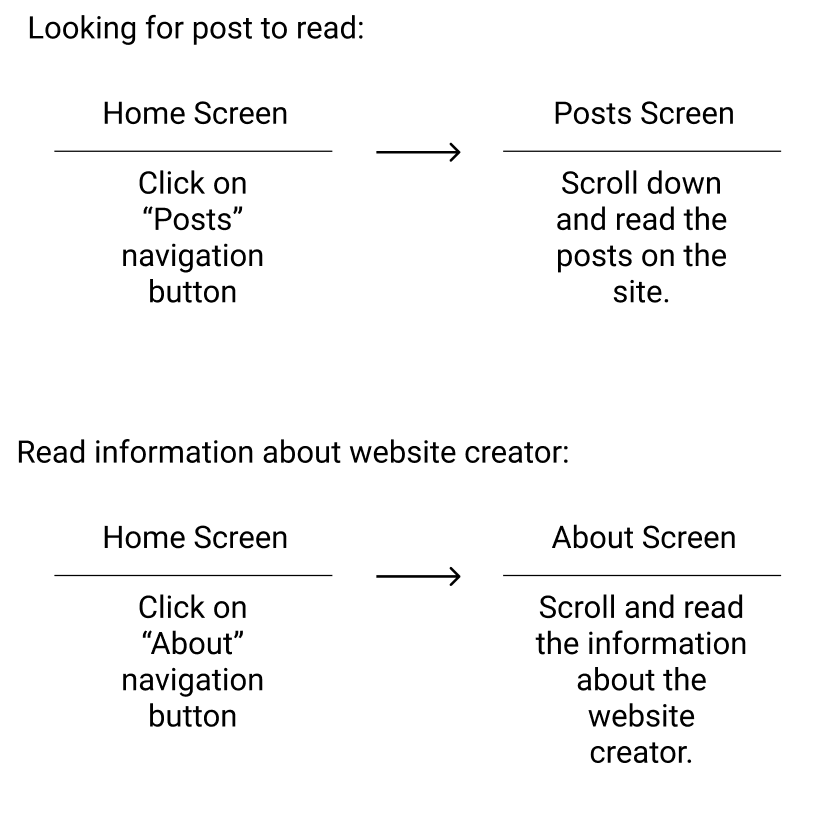 Looking for post to read:
Home Screen
Click on
“Posts”
navigation
button
Posts Screen
Scroll down
and read the
posts on the
site.
Read information about website creator:
Home Screen
Click on
“About”
navigation
button
About Screen
Scroll and read
the information
about the
website
creator.